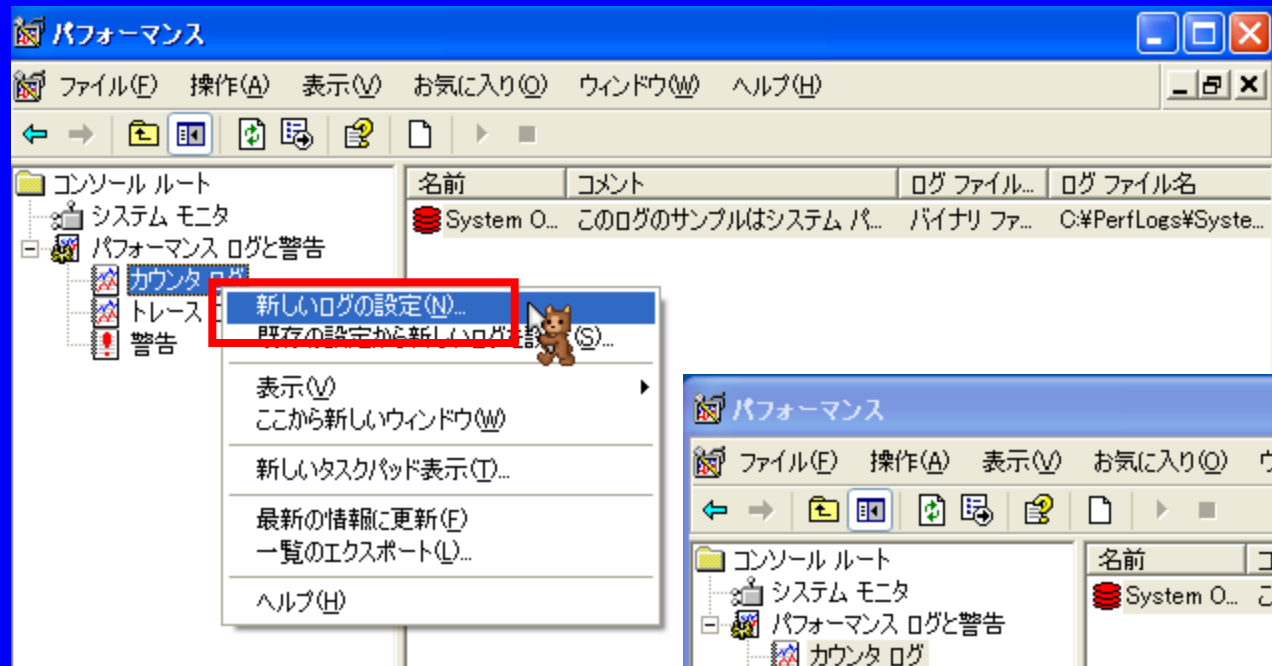 パフォーマンス
ファイル(F) 操作(A) 表示(V) お気に入り(O) ウィンドウ(W) ヘルプ(H)
コンソール ルート
システム モニタ
パフォーマンス ログと警告
カウンタ ログ
トレース
警告
名前 コメント ログ ファイル... ログ ファイル名
System O... このログのサンプルはシステム パ... バイナリ ファ... C:¥PerfLogs¥Syste...
新しいログの設定(N)...
既存の設定から新しいログを設 (S)...
表示(V)
ここから新しいウィンドウ(W)
新しいタスクパッド表示(T)...
最新の情報に更新(F)
一覧のエクスポート(L)...
ヘルプ(H)
パフォーマンス
ファイル(F) 操作(A) 表示(V) お気に入り(O) ウ
コンソール ルート
システム モニタ
パフォーマンス ログと警告
カウンタ ログ
名前 コ
System O... こ